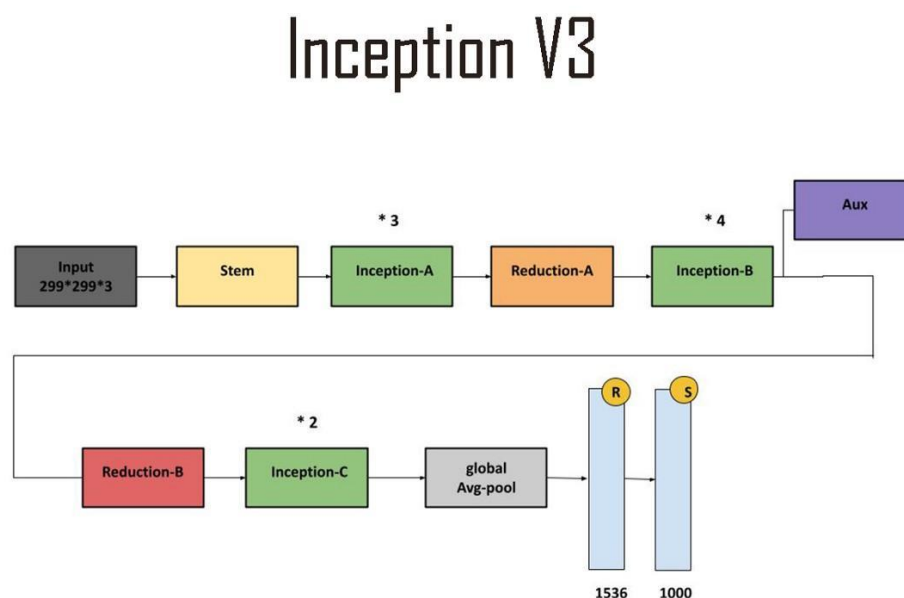 Inception V3
Aux
* 3
* 4
Input
299*299*3
Stem
Inception-A
Reduction-A
Inception-B
* 2
R
S
Reduction-B
Inception-C
global
Avg-pool
1536
1000